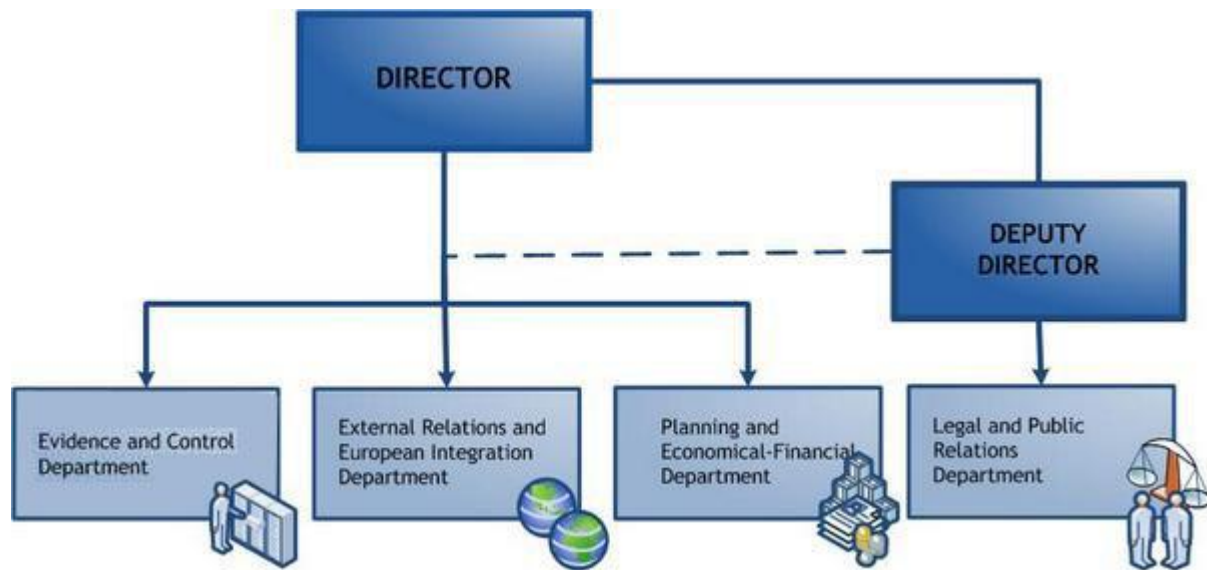 DIRECTOR
DEPUTY
DIRECTOR
Evidence and Control
Department
External Relations and
European Integration
Department
Planning and
Economical-Financial
Department
Legal and Public
Relations
Department